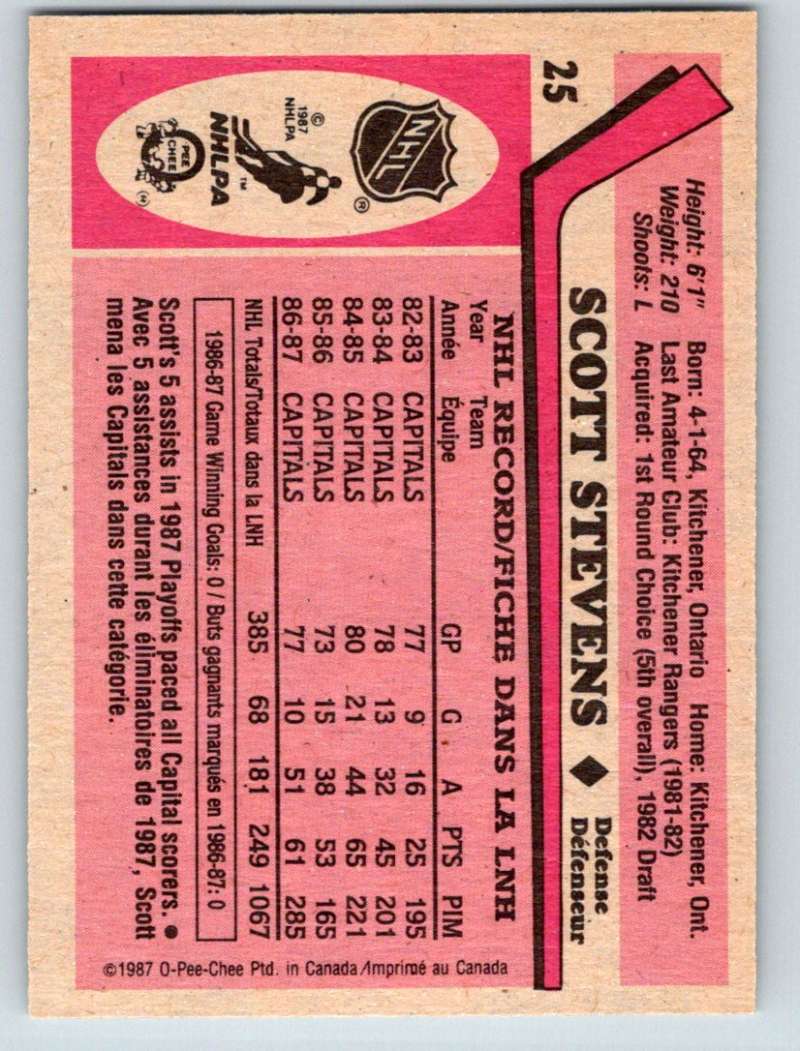 25
SCOTT STEVENS ◆ Defense
Défenseur
Height: 6'1" Born: 4-1-64, Kitchener, Ontario Home: Kitchener, Ont.
Weight: 210 Last Amateur Club: Kitchener Rangers (1981-82)
Shoots: L Acquired: 1st Round Choice (5th overall), 1982 Draft
NHL
®
NHLPA
™
© 1987
NHLPA
O PEE CHEE
NHL RECORD/FICHE DANS LA LNH
Year Team
Année Équipe GP G A PTS PIM
82-83 CAPITALS 77 9 16 25 195
83-84 CAPITALS 78 13 32 45 201
84-85 CAPITALS 80 21 44 65 221
85-86 CAPITALS 73 15 38 53 165
86-87 CAPITALS 77 10 51 61 285
NHL Totals/Totaux dans la LNH 385 68 181 249 1067
1986-87 Game Winning Goals: 0 / Buts gagnants marqués en 1986-87: 0
Scott's 5 assists in 1987 Playoffs paced all Capital scorers. ●
Avec 5 assistances durant les éliminatoires de 1987, Scott
mena les Capitals dans cette catégorie.
©1987 O-Pee-Chee Ptd. in Canada/Imprimé au Canada